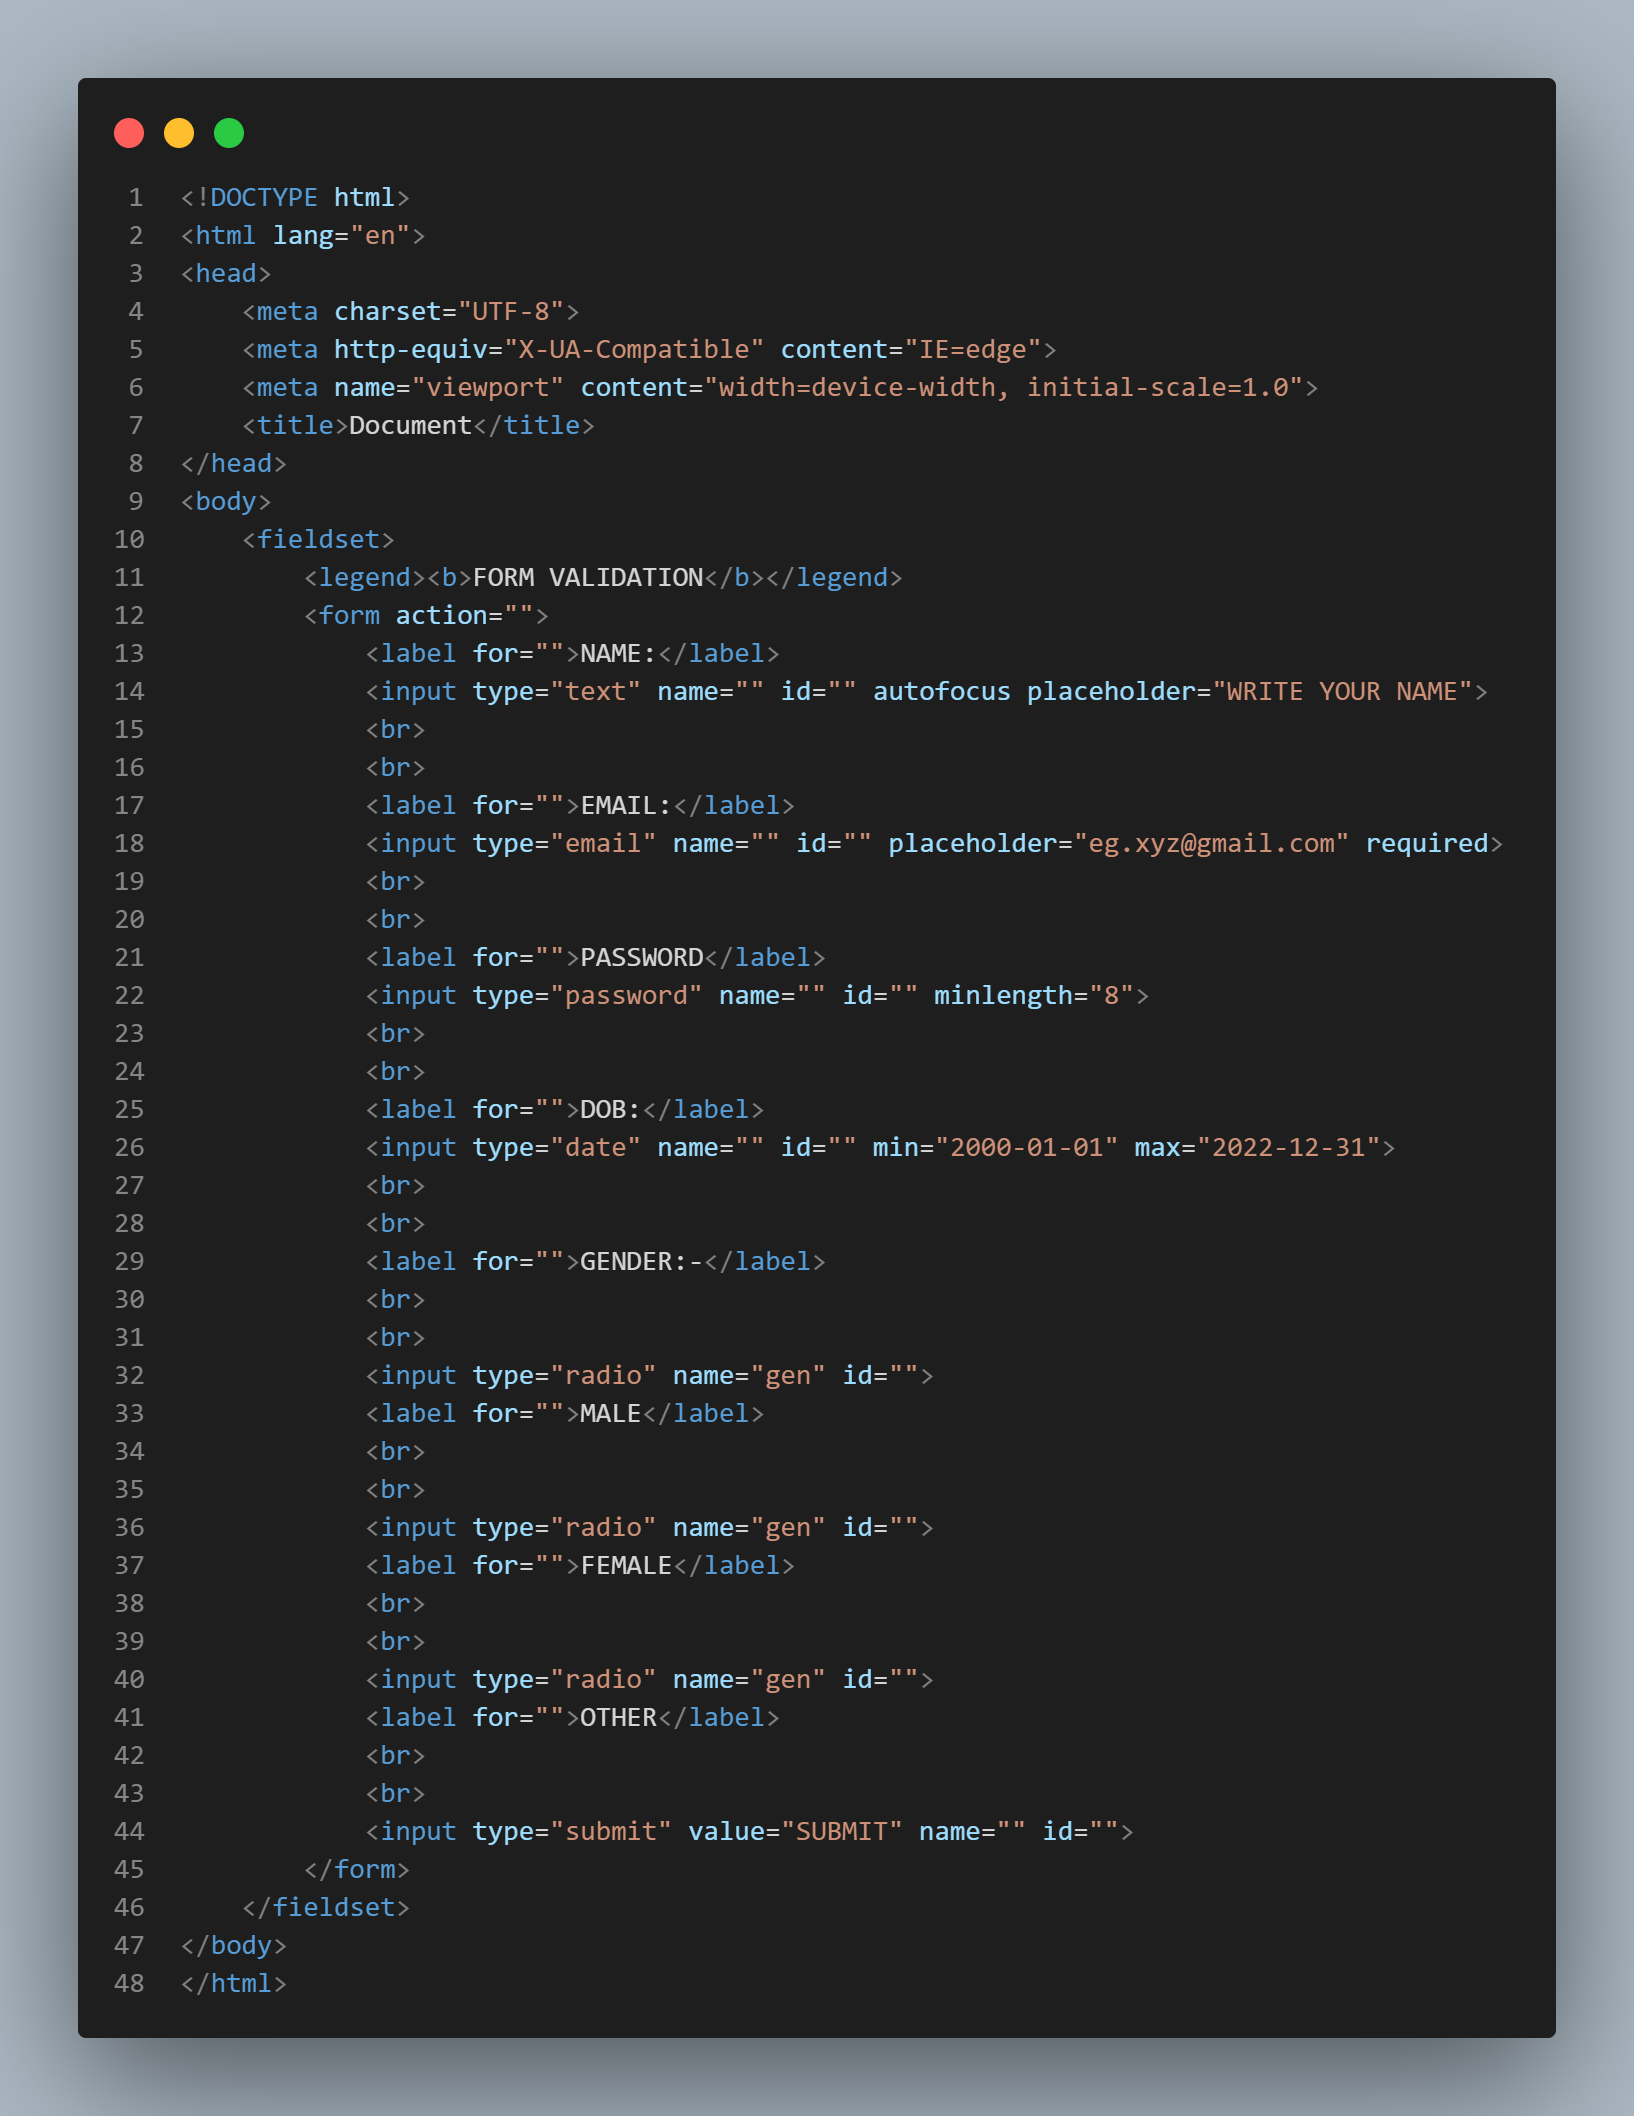 1 <!DOCTYPE html>
2 <html lang="en">
3 <head>
4     <meta charset="UTF-8">
5     <meta http-equiv="X-UA-Compatible" content="IE=edge">
6     <meta name="viewport" content="width=device-width, initial-scale=1.0">
7     <title>Document</title>
8 </head>
9 <body>
10     <fieldset>
11         <legend><b>FORM VALIDATION</b></legend>
12         <form action="">
13             <label for="">NAME:</label>
14             <input type="text" name="" id="" autofocus placeholder="WRITE YOUR NAME">
15             <br>
16             <br>
17             <label for="">EMAIL:</label>
18             <input type="email" name="" id="" placeholder="eg.xyz@gmail.com" required>
19             <br>
20             <br>
21             <label for="">PASSWORD</label>
22             <input type="password" name="" id="" minlength="8">
23             <br>
24             <br>
25             <label for="">DOB:</label>
26             <input type="date" name="" id="" min="2000-01-01" max="2022-12-31">
27             <br>
28             <br>
29             <label for="">GENDER:-</label>
30             <br>
31             <br>
32             <input type="radio" name="gen" id="">
33             <label for="">MALE</label>
34             <br>
35             <br>
36             <input type="radio" name="gen" id="">
37             <label for="">FEMALE</label>
38             <br>
39             <br>
40             <input type="radio" name="gen" id="">
41             <label for="">OTHER</label>
42             <br>
43             <br>
44             <input type="submit" value="SUBMIT" name="" id="">
45         </form>
46     </fieldset>
47 </body>
48 </html>